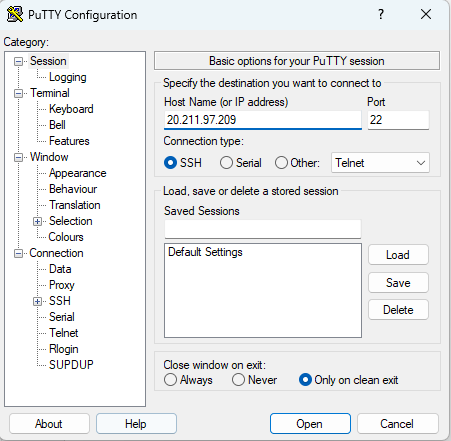 PuTTY Configuration
? ×
Category:
Session
Logging
Terminal
Keyboard
Bell
Features
Window
Appearance
Behaviour
Translation
Selection
Colours
Connection
Data
Proxy
SSH
Serial
Telnet
Rlogin
SUPDUP
Basic options for your PuTTY session
Specify the destination you want to connect to
Host Name (or IP address) Port
20.211.97.209 22
Connection type:
SSH Serial Other: Telnet
Load, save or delete a stored session
Saved Sessions
Default Settings
Load
Save
Delete
Close window on exit:
Always Never Only on clean exit
About Help Open Cancel